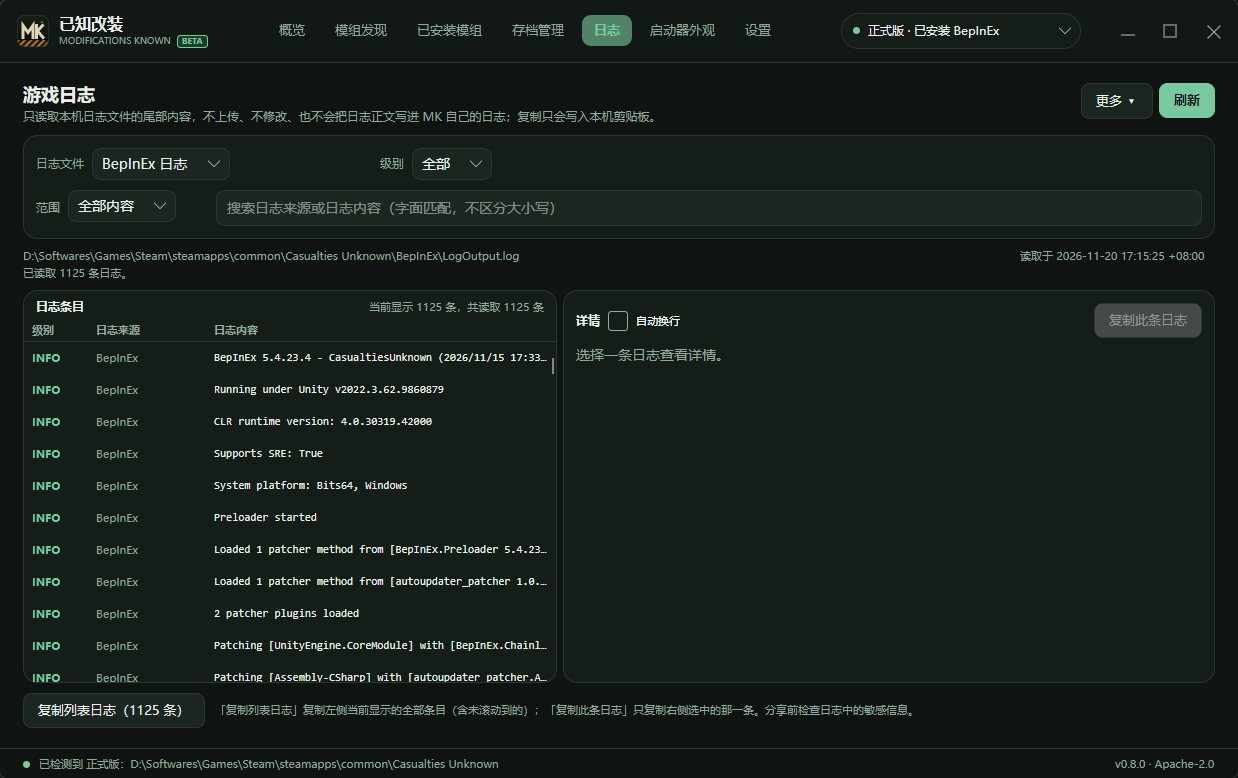 MK 已知改装
MODIFICATIONS KNOWN BETA
概览 模组发现 已安装模组 存档管理 日志 启动器外观 设置
正式版 · 已安装 BepInEx
游戏日志
只读取本机日志文件的尾部内容，不上传、不修改、也不会把日志正文写进 MK 自己的日志；复制只会写入本机剪贴板。
更多 ▾ 刷新
日志文件 BepInEx 日志 级别 全部
范围 全部内容 搜索日志来源或日志内容（字面匹配，不区分大小写）
D:\Softwares\Games\Steam\steamapps\common\Casualties Unknown\BepInEx\LogOutput.log
读取于 2026-11-20 17:15:25 +08:00
已读取 1125 条日志。
日志条目 当前显示 1125 条，共读取 1125 条
级别 日志来源 日志内容
INFO BepInEx BepInEx 5.4.23.4 - CasualtiesUnknown (2026/11/15 17:33…
INFO BepInEx Running under Unity v2022.3.62.9860879
INFO BepInEx CLR runtime version: 4.0.30319.42000
INFO BepInEx Supports SRE: True
INFO BepInEx System platform: Bits64, Windows
INFO BepInEx Preloader started
INFO BepInEx Loaded 1 patcher method from [BepInEx.Preloader 5.4.23…
INFO BepInEx Loaded 1 patcher method from [autoupdater_patcher 1.0.…
INFO BepInEx 2 patcher plugins loaded
INFO BepInEx Patching [UnityEngine.CoreModule] with [BepInEx.Chainl…
INFO BepInEx Patching [Assembly-CSharp] with [autoupdater_patcher.A…
详情 自动换行 复制此条日志
选择一条日志查看详情。
复制列表日志（1125 条）
「复制列表日志」复制左侧当前显示的全部条目（含未滚动到的）；「复制此条日志」只复制右侧选中的那一条。分享前检查日志中的敏感信息。
已检测到 正式版：D:\Softwares\Games\Steam\steamapps\common\Casualties Unknown
v0.8.0 · Apache-2.0